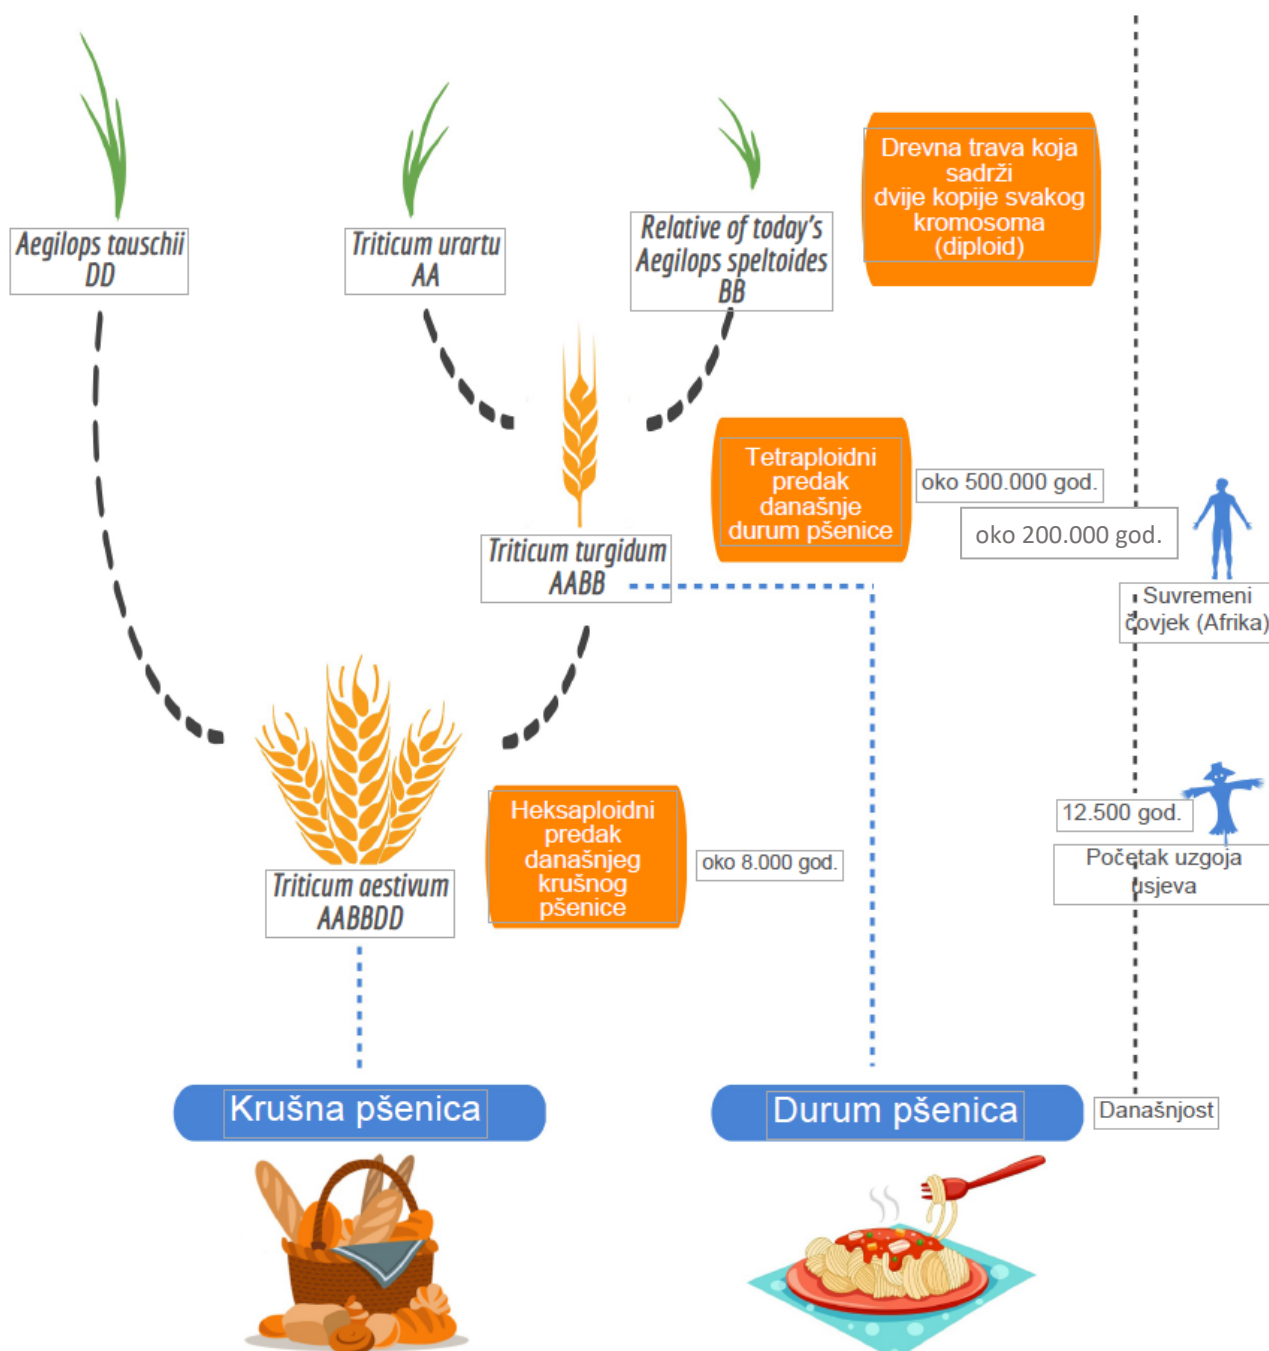 Aegilops tauschii
DD
Triticum urartu
AA
Relative of today's
Aegilops speltoides
BB
Drevna trava koja
sadrži
dvije kopije svakog
kromosoma
(diploid)
Tetraploidni
predak
današnje
durum pšenice
oko 500.000 god.
oko 200.000 god.
Suvremeni
čovjek (Afrika)
Triticum turgidum
AABB
Triticum aestivum
AABBDD
Heksaploidni
predak
današnjeg
krušnog
pšenice
oko 8.000 god.
12.500 god.
Početak uzgoja
usjeva
Krušna pšenica
Durum pšenica
Današnjost